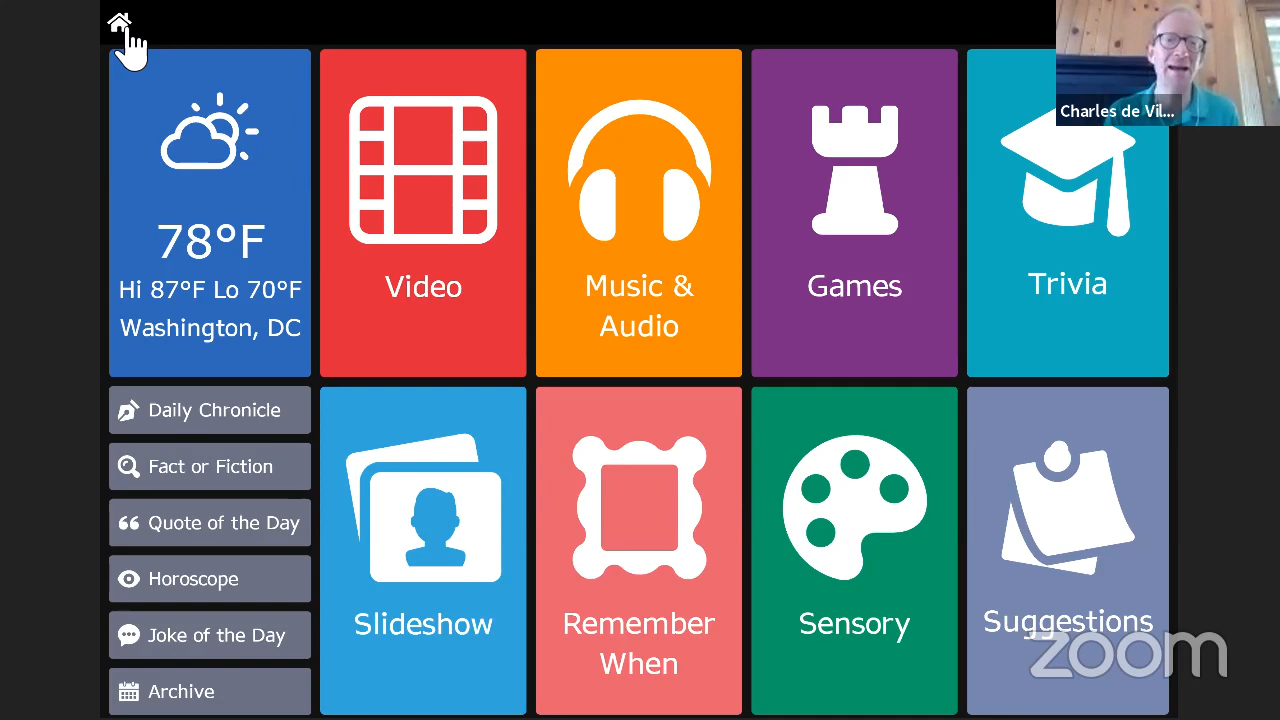 Charles de Vil...
78°F
Hi 87°F Lo 70°F
Washington, DC
Video
Music &
Audio
Games
Trivia
Daily Chronicle
Fact or Fiction
Quote of the Day
Horoscope
Joke of the Day
Archive
Slideshow
Remember
When
Sensory
Suggestions
zoom